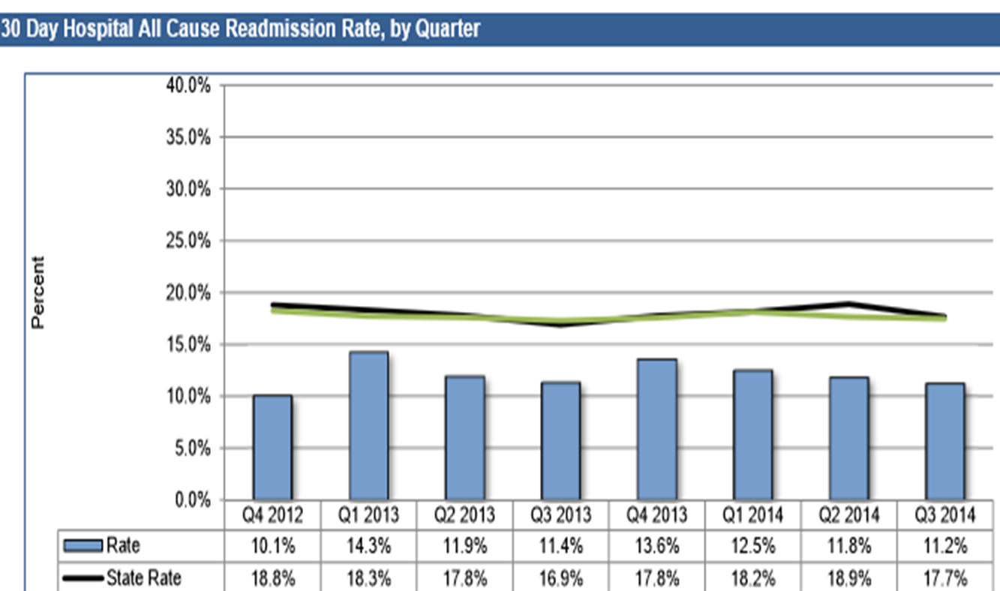 30 Day Hospital All Cause Readmission Rate, by Quarter
40.0%
35.0%
30.0%
25.0%
20.0%
15.0%
10.0%
5.0%
0.0%
Percent
Q4 2012 Q1 2013 Q2 2013 Q3 2013 Q4 2013 Q1 2014 Q2 2014 Q3 2014
Rate 10.1% 14.3% 11.9% 11.4% 13.6% 12.5% 11.8% 11.2%
State Rate 18.8% 18.3% 17.8% 16.9% 17.8% 18.2% 18.9% 17.7%